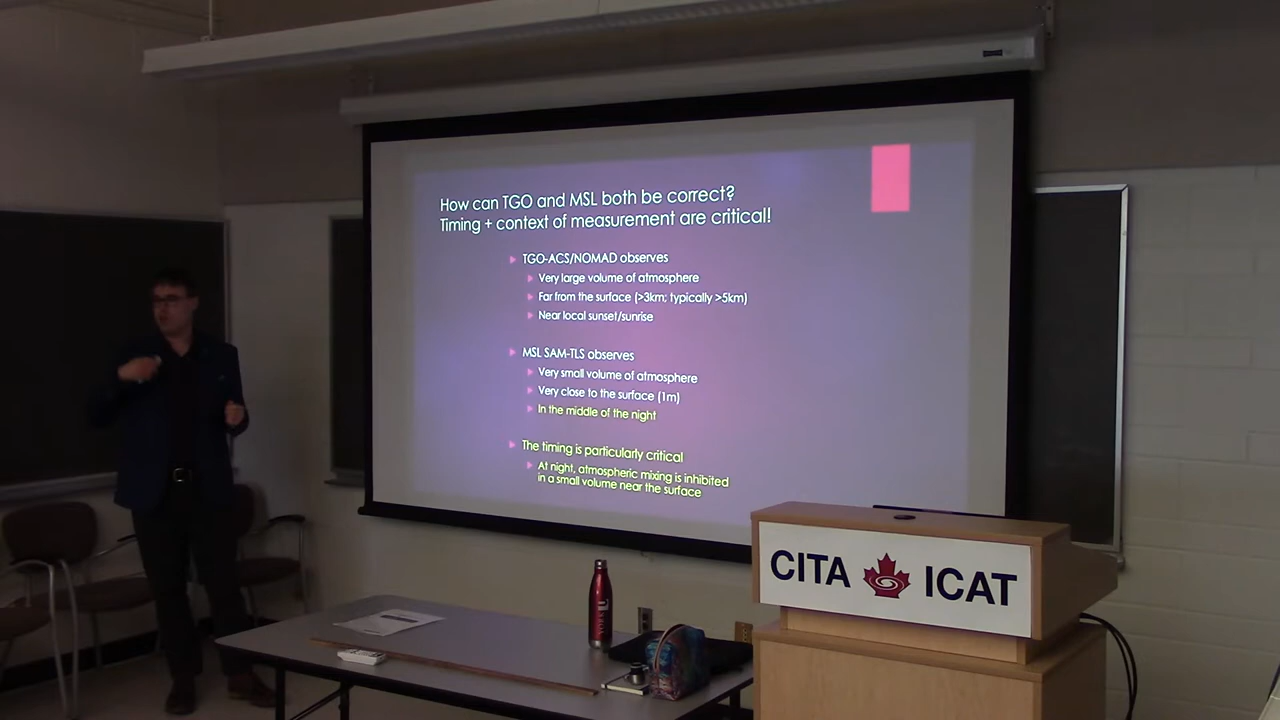 How can TGO and MSL both be correct?
Timing + context of measurement are critical!
TGO-ACS/NOMAD observes
Very large volume of atmosphere
Far from the surface (>3km; typically >5km)
Near local sunset/sunrise
MSL SAM-TLS observes
Very small volume of atmosphere
Very close to the surface (1m)
In the middle of the night
The timing is particularly critical
At night, atmospheric mixing is inhibited
in a small volume near the surface
CITA ICAT